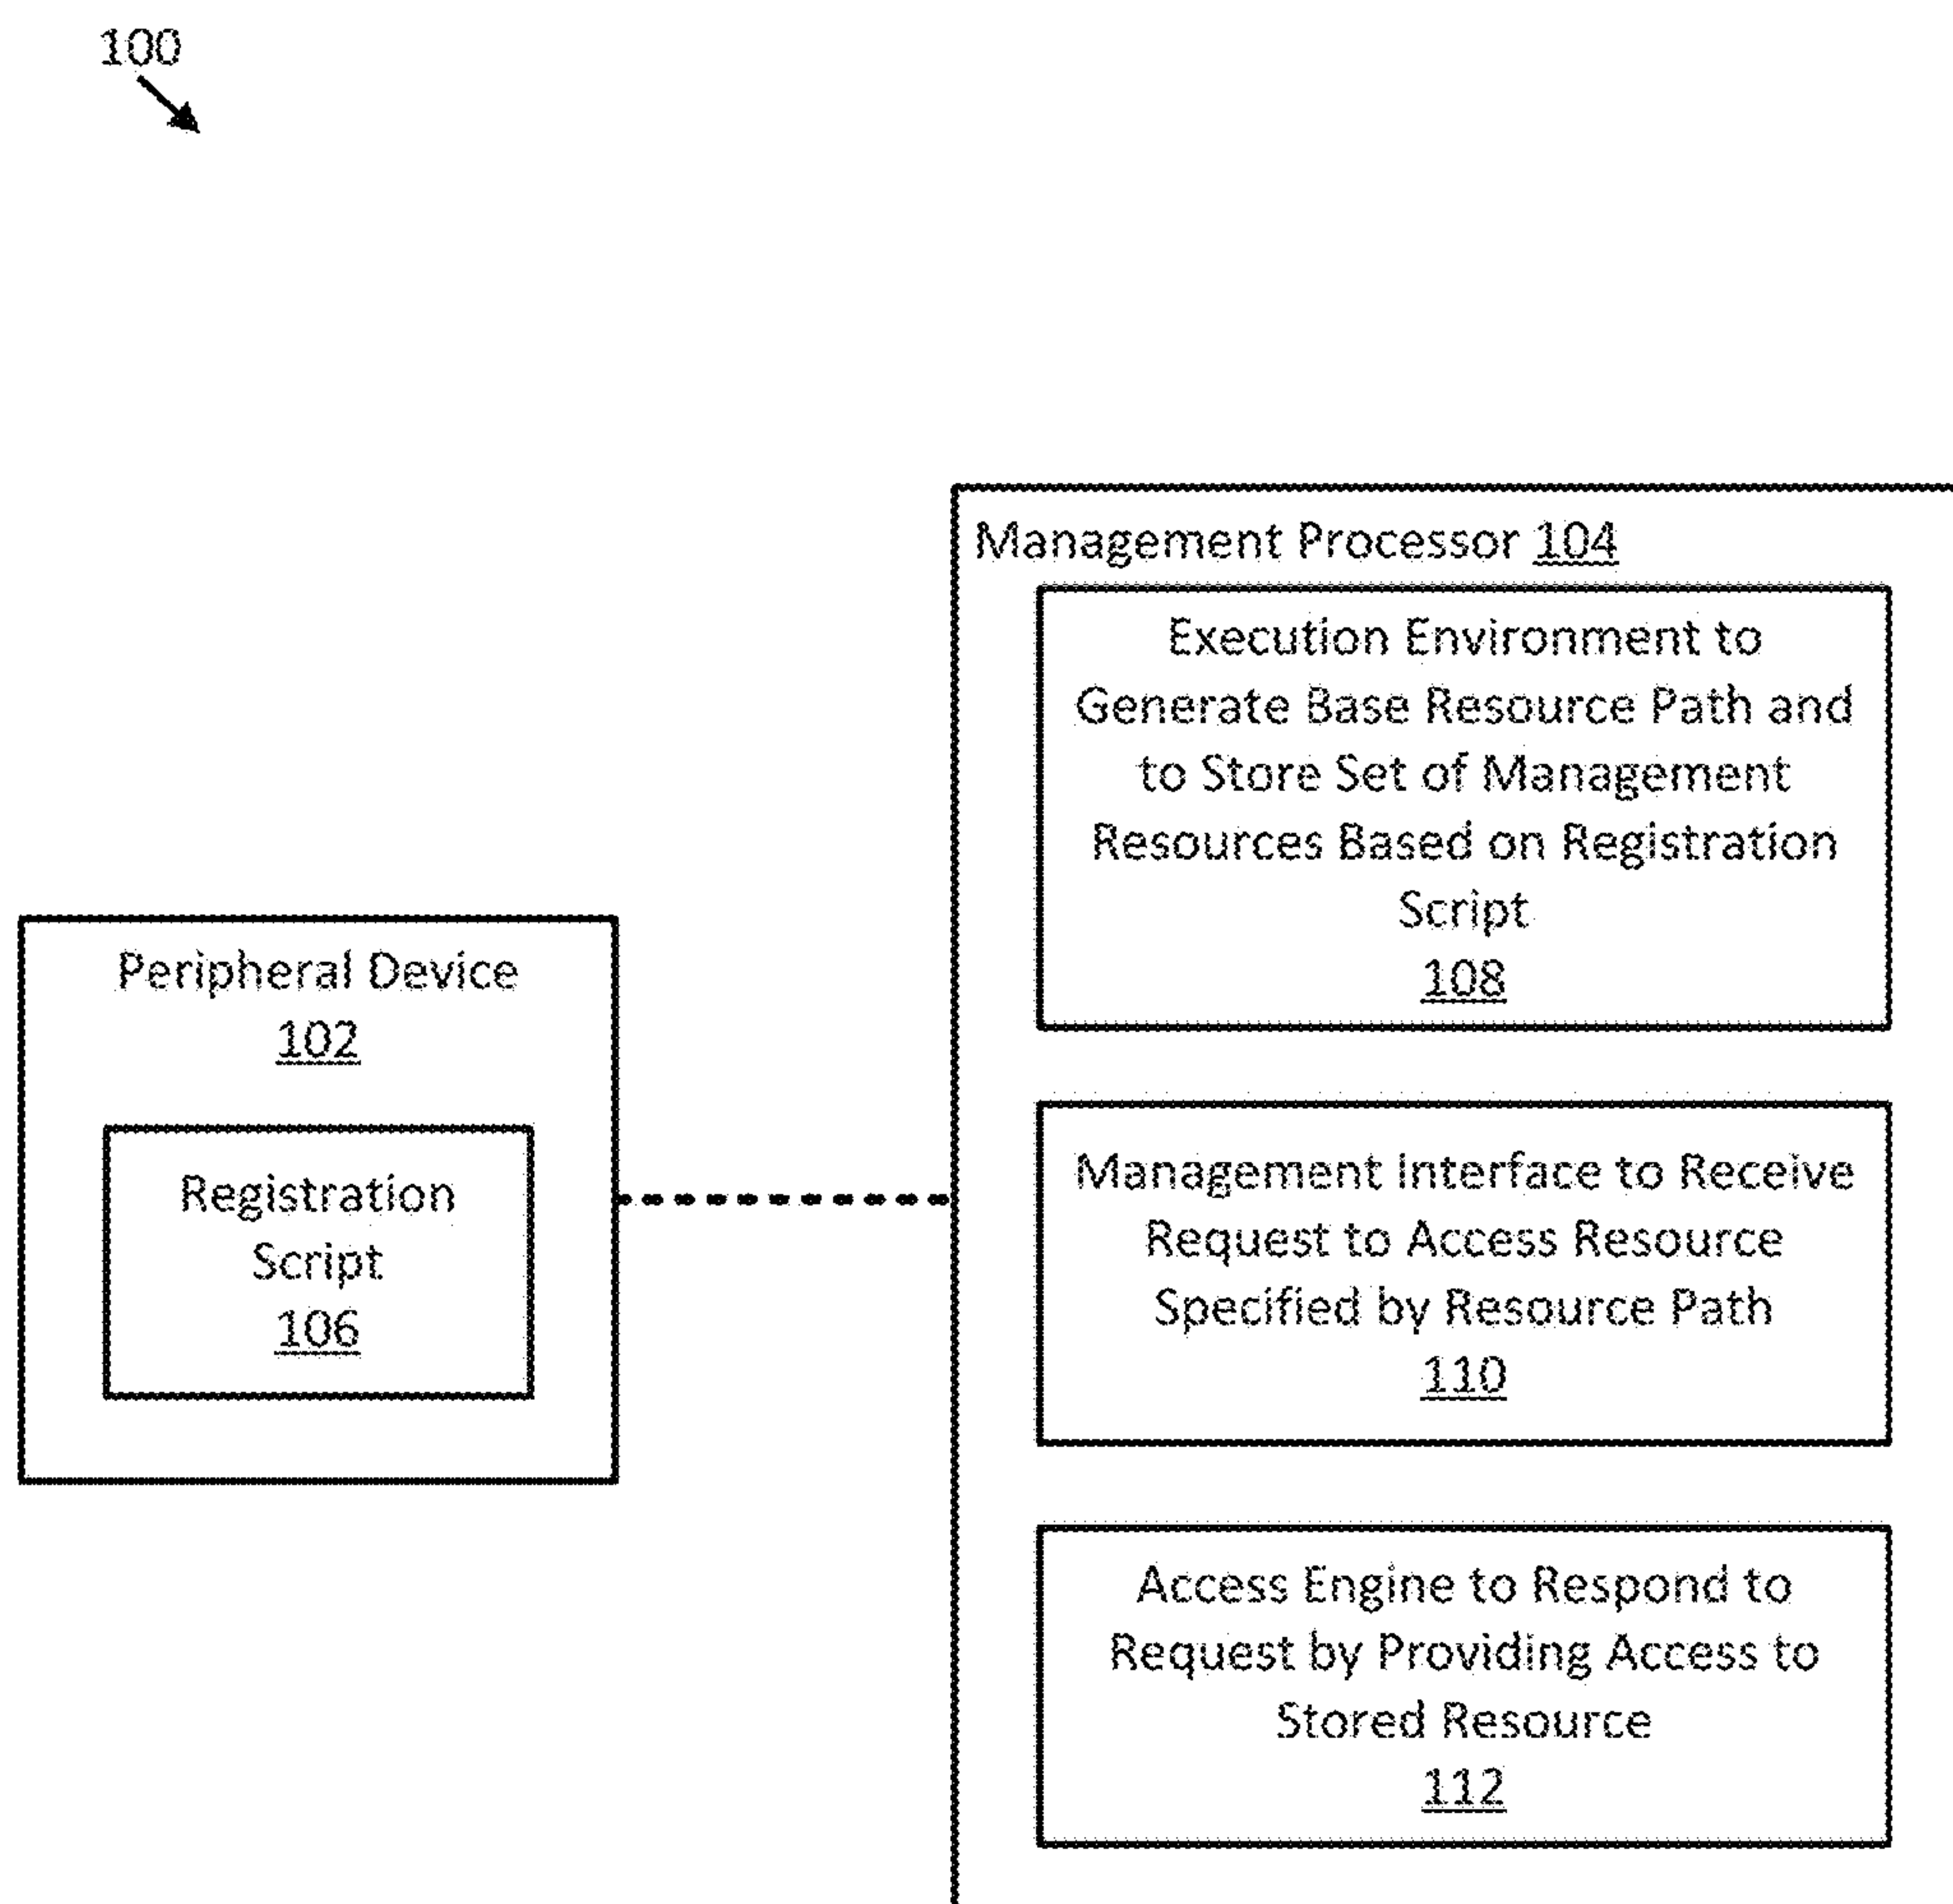 100
Management Processor 104
Execution Environment to
Generate Base Resource Path and
to Store Set of Management
Resources Based on Registration
Script
108
Peripheral Device
102
Registration
Script
106
Management Interface to Receive
Request to Access Resource
Specified by Resource Path
110
Access Engine to Respond to
Request by Providing Access to
Stored Resource
112